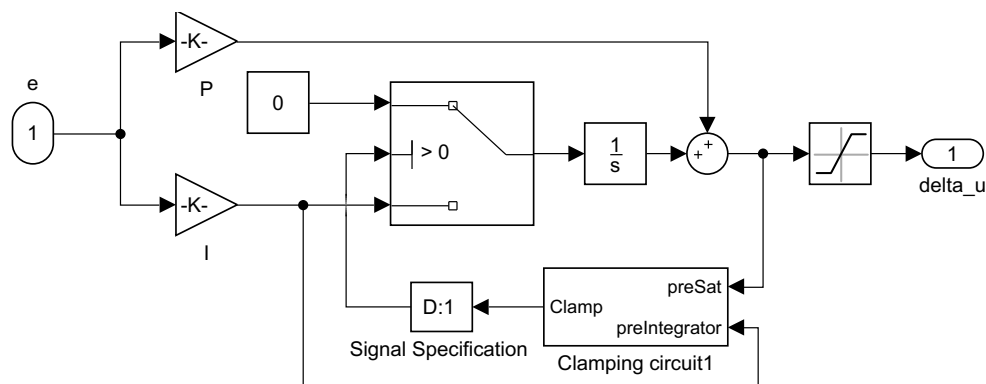 e
1
-K-
P
0
> 0
1
s
+
+
1
delta_u
-K-
I
D:1
Signal Specification
Clamp
preSat
preIntegrator
Clamping circuit1